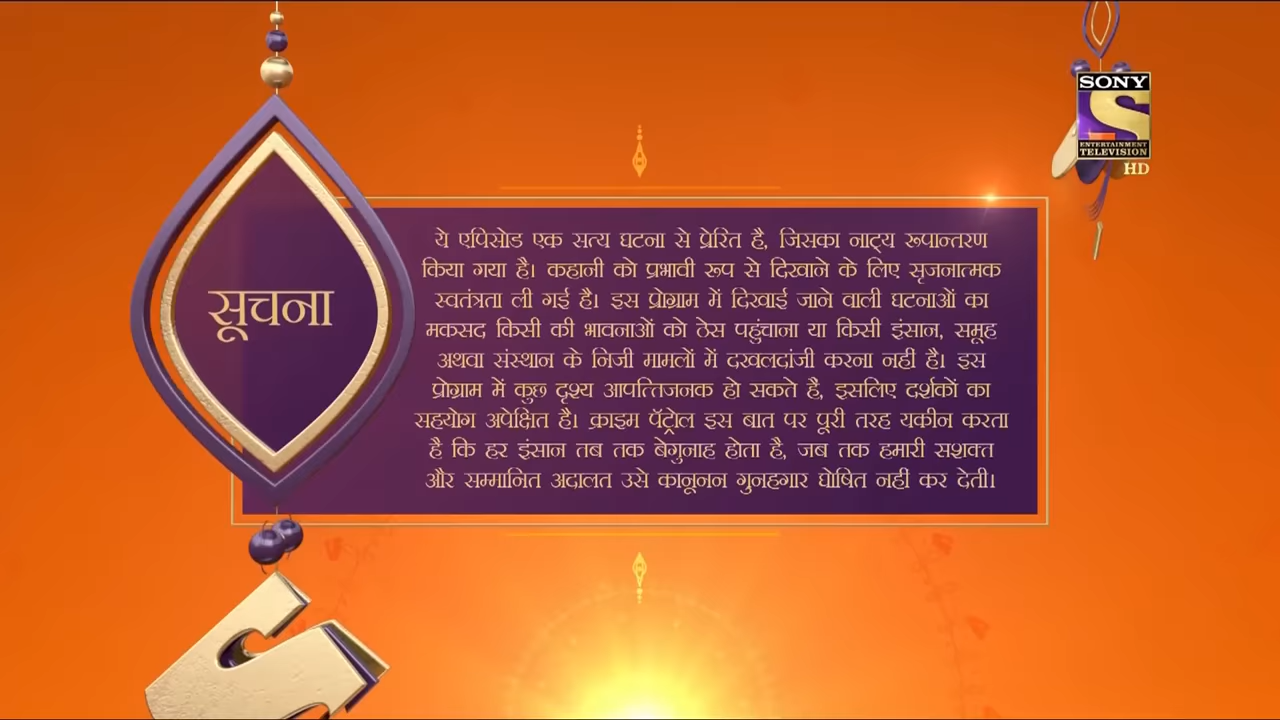 सूचना
ये एपिसोड एक सत्य घटना से प्रेरित है, जिसका नाट्य रूपान्तरण
किया गया है। कहानी को प्रभावी रूप से दिखाने के लिए सृजनात्मक
स्वतंत्रता ली गई है। इस प्रोग्राम में दिखाई जाने वाली घटनाओं का
मकसद किसी की भावनाओं को ठेस पहुंचाना या किसी इंसान, समूह
अथवा संस्थान के निजी मामलों में दखलदांजी करना नहीं है। इस
प्रोग्राम में कुछ दृश्य आपत्तिजनक हो सकते हैं, इसलिए दर्शकों का
सहयोग अपेक्षित है। क्राइम पॅट्रोल इस बात पर पूरी तरह यकीन करता
है कि हर इंसान तब तक बेगुनाह होता है, जब तक हमारी सशक्त
और सम्मानित अदालत उसे कानूनन गुनहगार घोषित नहीं कर देती।
SONY
ENTERTAINMENT
TELEVISION
HD